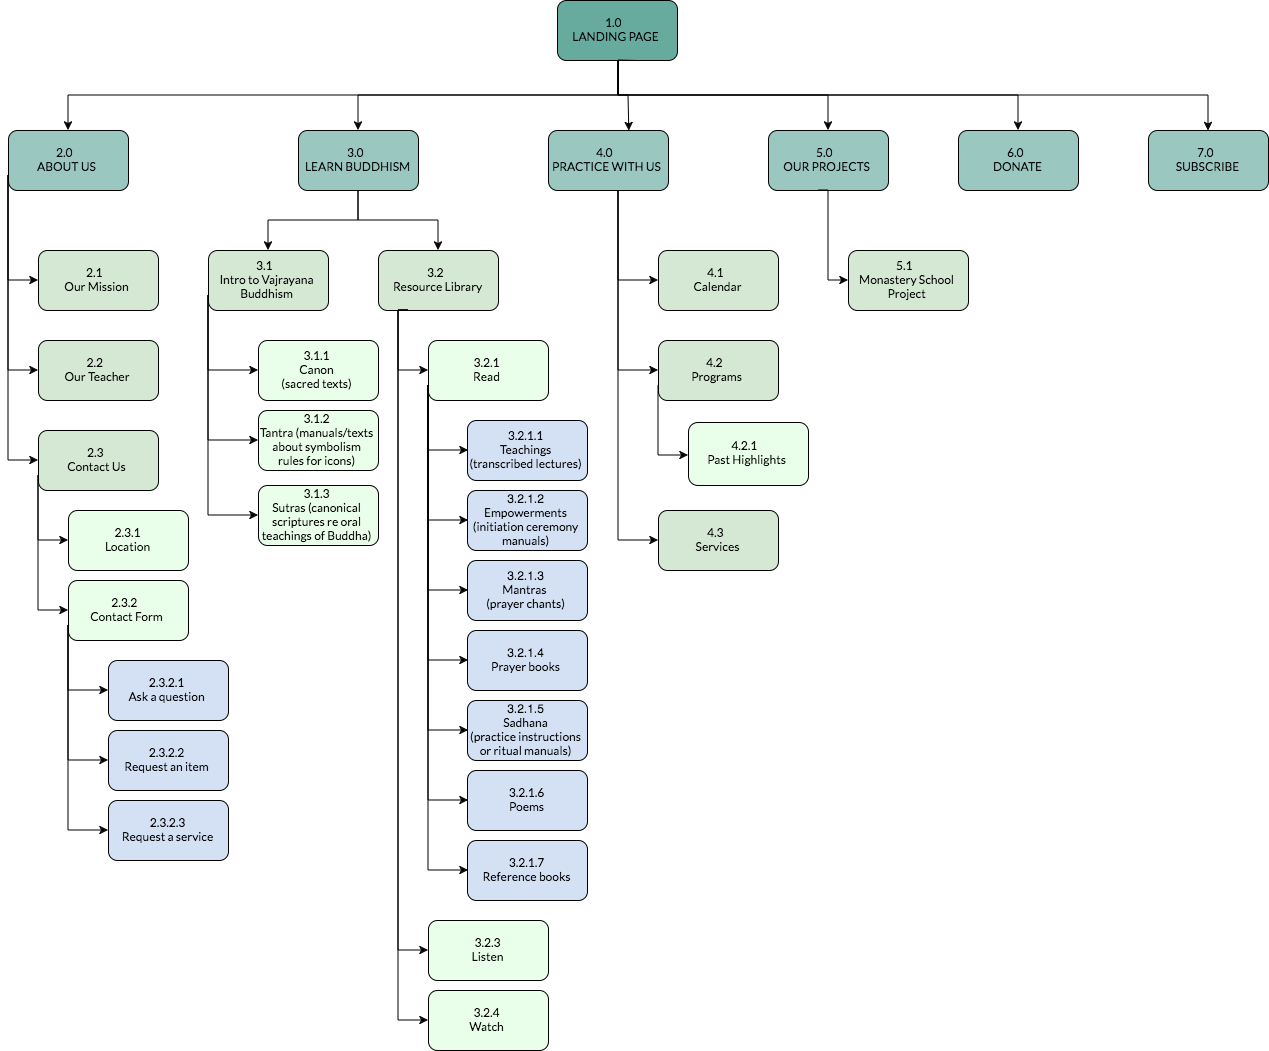 1.0
LANDING PAGE
2.0
ABOUT US
3.0
LEARN BUDDHISM
4.0
PRACTICE WITH US
5.0
OUR PROJECTS
6.0
DONATE
7.0
SUBSCRIBE
2.1
Our Mission
2.2
Our Teacher
2.3
Contact Us
2.3.1
Location
2.3.2
Contact Form
2.3.2.1
Ask a question
2.3.2.2
Request an item
2.3.2.3
Request a service
3.1
Intro to Vajrayana
Buddhism
3.1.1
Canon
(sacred texts)
3.1.2
Tantra (manuals/texts
about symbolism
rules for icons)
3.1.3
Sutras (canonical
scriptures re oral
teachings of Buddha)
3.2
Resource Library
3.2.1
Read
3.2.1.1
Teachings
(transcribed lectures)
3.2.1.2
Empowerments
(initiation ceremony
manuals)
3.2.1.3
Mantras
(prayer chants)
3.2.1.4
Prayer books
3.2.1.5
Sadhana
(practice instructions
or ritual manuals)
3.2.1.6
Poems
3.2.1.7
Reference books
3.2.3
Listen
3.2.4
Watch
4.1
Calendar
4.2
Programs
4.2.1
Past Highlights
4.3
Services
5.1
Monastery School
Project